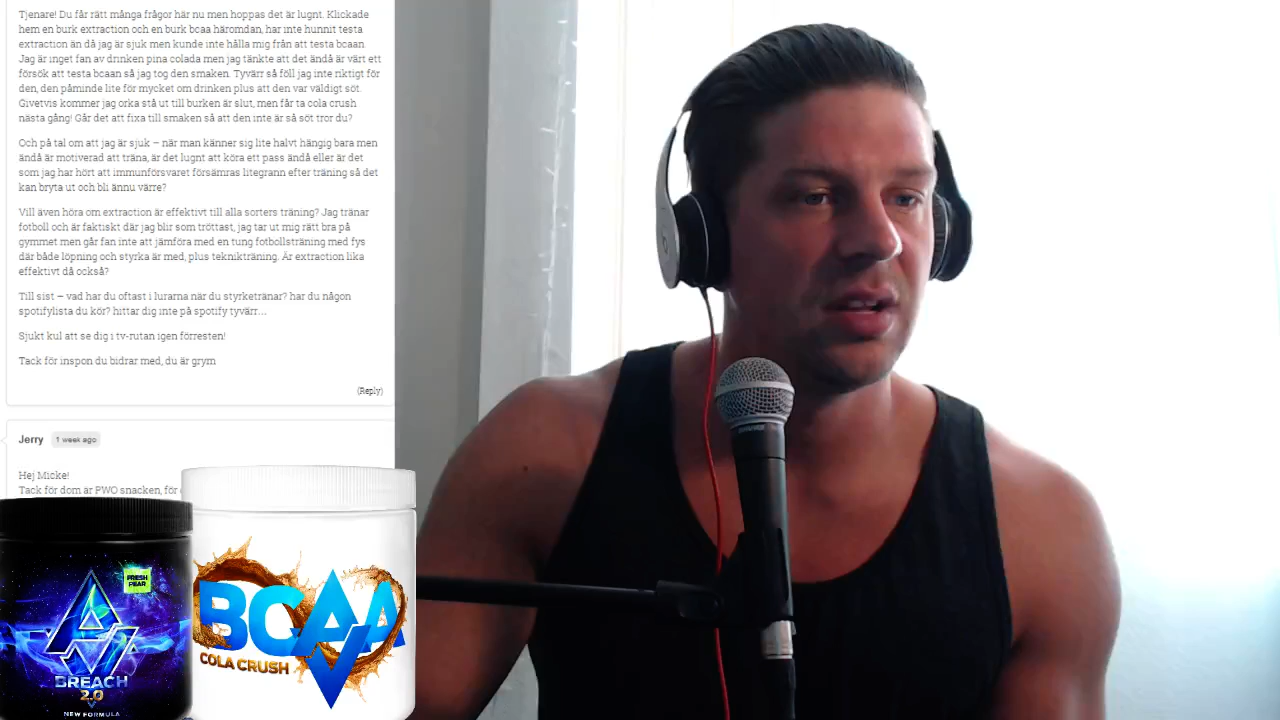 Tjenare! Du får rätt många frågor här nu men hoppas det är lugnt. Klickade
hem en burk extraction och en burk bcaa häromdan, har inte hunnit testa
extraction än då jag är sjuk men kunde inte hålla mig från att testa bcaan.
Jag är inget fan av drinken pina colada men jag tänkte att det ändå är värt ett
försök att testa bcaan så jag tog den smaken. Tyvärr så föll jag inte riktigt för
den, den påminde lite för mycket om drinken plus att den var väldigt söt.
Givetvis kommer jag orka stå ut till burken är slut, men får ta cola crush
nästa gång! Går det att fixa till smaken så att den inte är så söt tror du?
Och på tal om att jag är sjuk – när man känner sig lite halvt hängig bara men
ändå är motiverad att träna, är det lugnt att köra ett pass ändå eller är det
som jag har hört att immunförsvaret försämras litegrann efter träning så det
kan bryta ut och bli ännu värre?
Vill även höra om extraction är effektivt till alla sorters träning? Jag tränar
fotboll och är faktiskt där jag blir som tröttast, jag tar ut mig rätt bra på
gymmet men går fan inte att jämföra med en tung fotbollsträning med fys
där både löpning och styrka är med, plus teknikträning. Är extraction lika
effektivt då också?
Till sist – vad har du oftast i lurarna när du styrketränar? har du någon
spotifylista du kör? hittar dig inte på spotify tyvärr...
Sjukt kul att se dig i tv-rutan igen förresten!
Tack för inspon du bidrar med, du är grym
(Reply)
Jerry 1 week ago
Hej Micke!
Tack för dom är PWO snacken, för
FRESH
PEAR
BREACH
2.0
NEW FORMULA
BCAA
COLA CRUSH